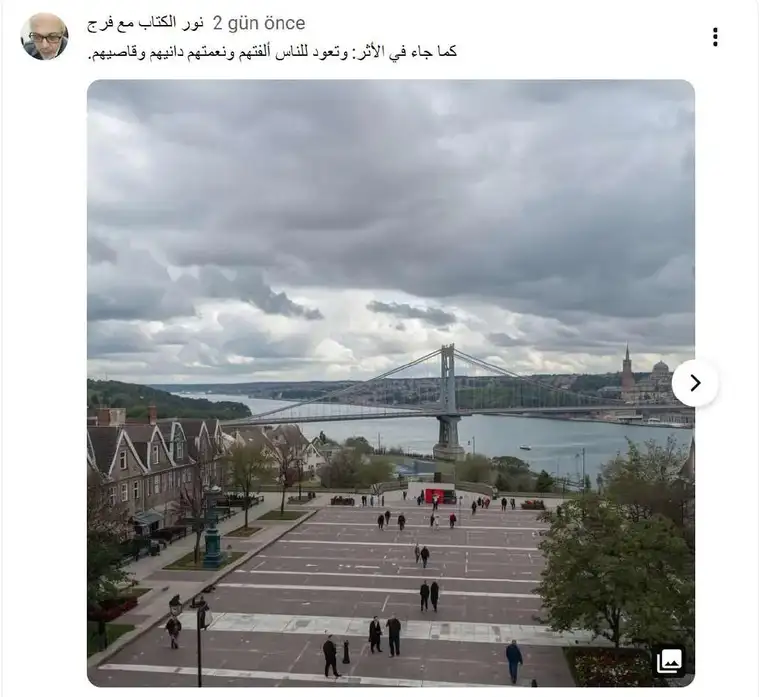 نور الكتاب مع فرج 2 gün önce
كما جاء في الأثر: وتعود للناس ألفتهم ونعمتهم دانيهم وقاصيهم.